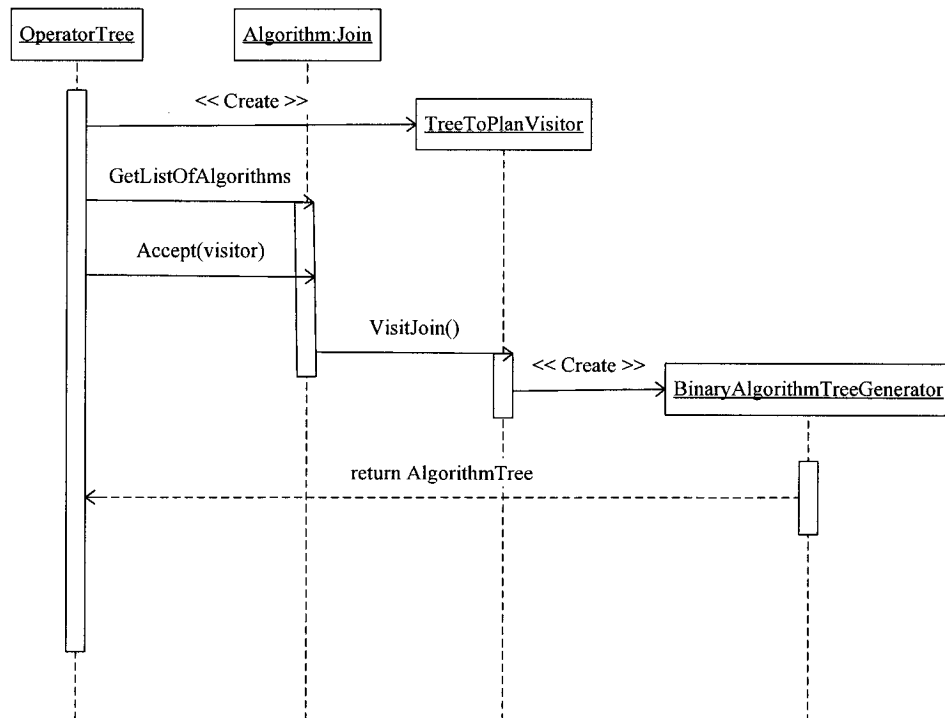 OperatorTree
Algorithm:Join
<< Create >>
TreeToPlanVisitor
GetListOfAlgorithms
Accept(visitor)
VisitJoin()
<< Create >>
BinaryAlgorithmTreeGenerator
return AlgorithmTree